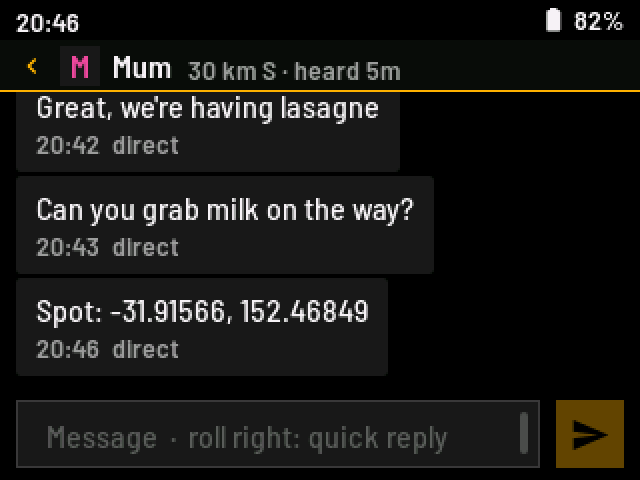 20:46
82%
M Mum 30 km S · heard 5m
Great, we're having lasagne
20:42 direct
Can you grab milk on the way?
20:43 direct
Spot: -31.91566, 152.46849
20:46 direct
Message · roll right: quick reply